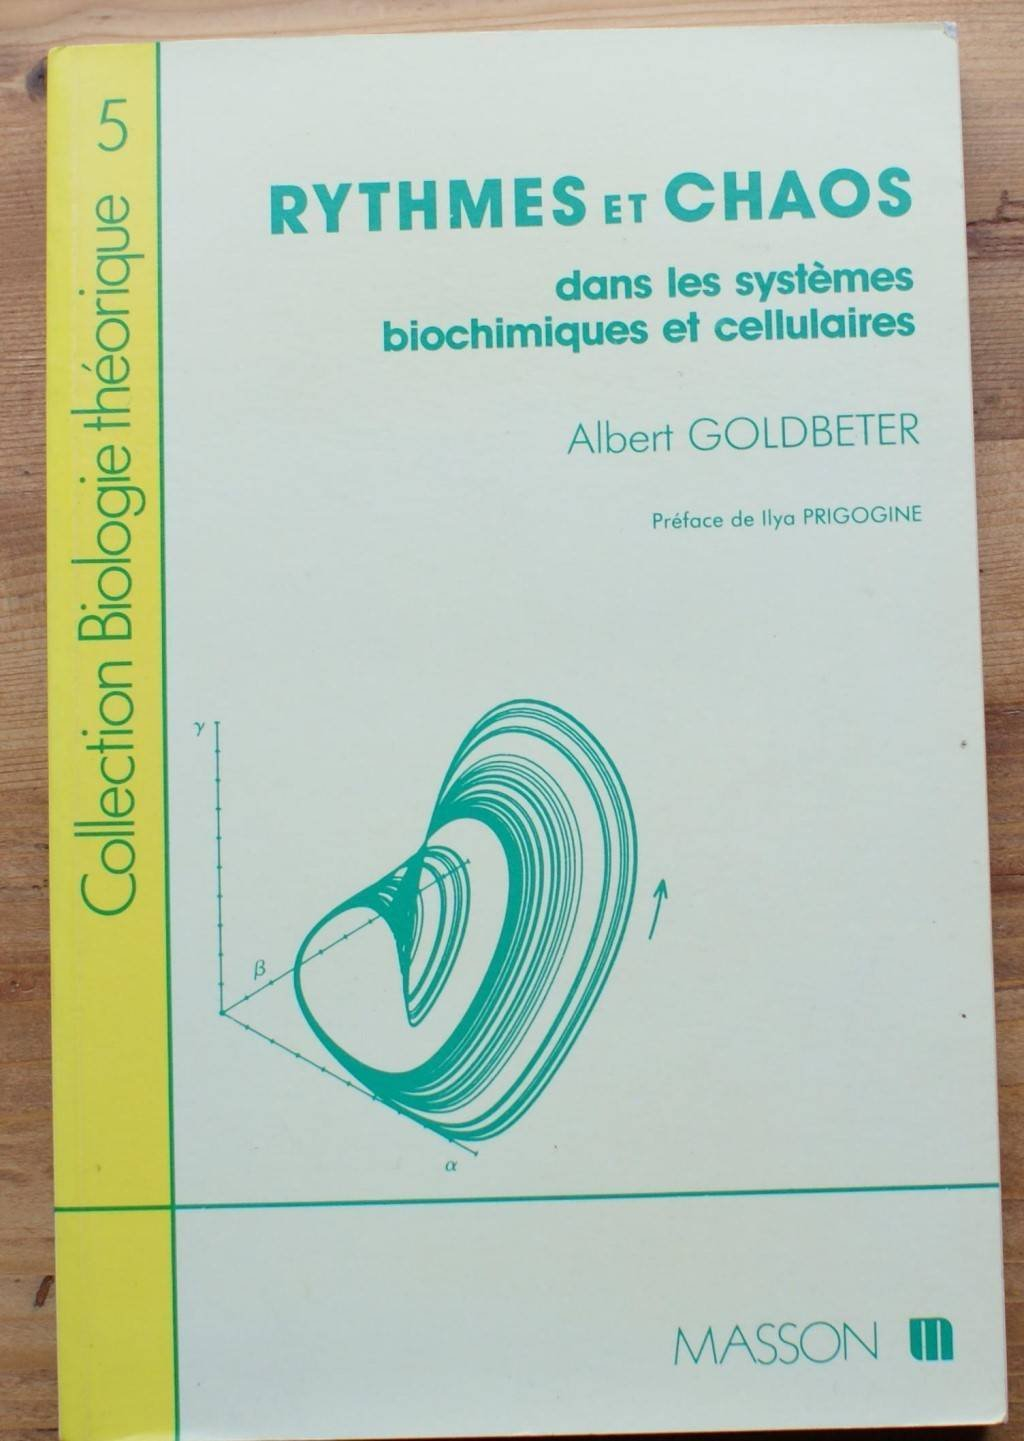 Collection Biologie théorique 5
RYTHMES ET CHAOS
dans les systèmes
biochimiques et cellulaires
Albert GOLDBETER
Préface de Ilya PRIGOGINE
γ
β
α
MASSON m